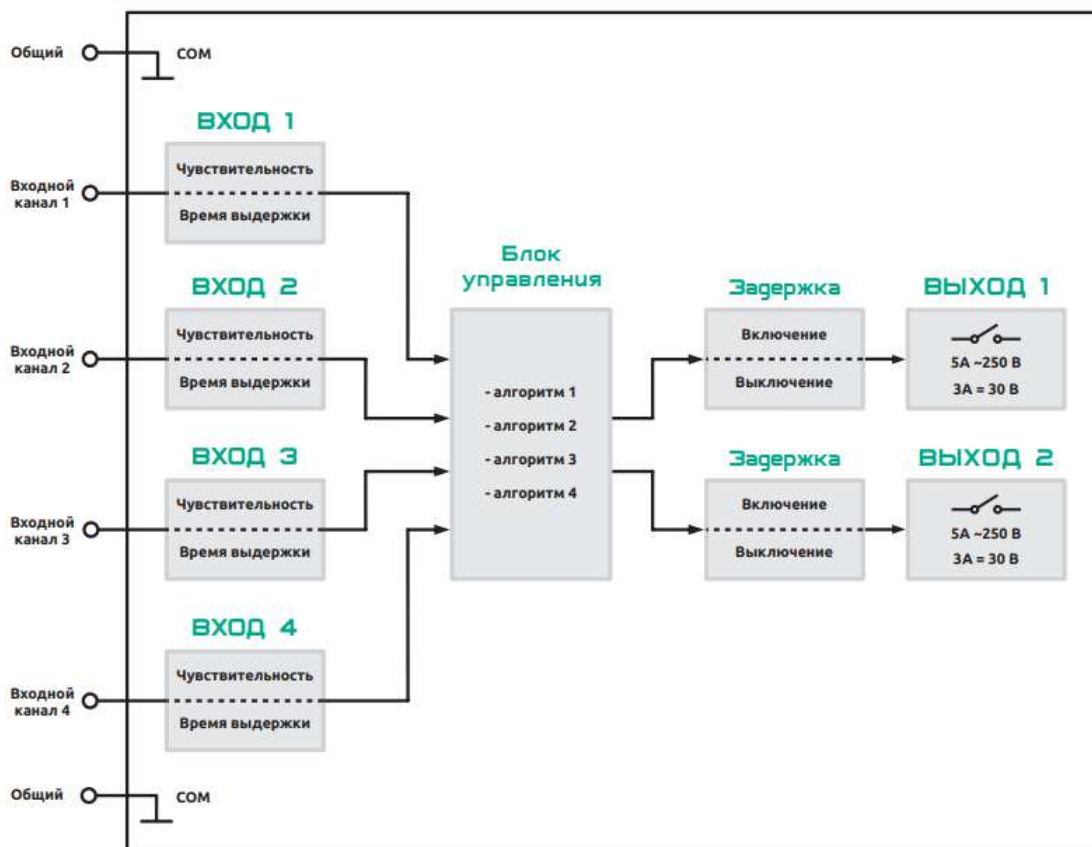 Общий
COM
ВХОД 1
Чувствительность
Входной
канал 1
Время выдержки
ВХОД 2
Чувствительность
Входной
канал 2
Время выдержки
ВХОД 3
Чувствительность
Входной
канал 3
Время выдержки
ВХОД 4
Чувствительность
Входной
канал 4
Время выдержки
Общий
COM
Блок
управления
- алгоритм 1
- алгоритм 2
- алгоритм 3
- алгоритм 4
Задержка
Включение
Выключение
ВЫХОД 1
5А ~250 В
3А = 30 В
Задержка
Включение
Выключение
ВЫХОД 2
5А ~250 В
3А = 30 В